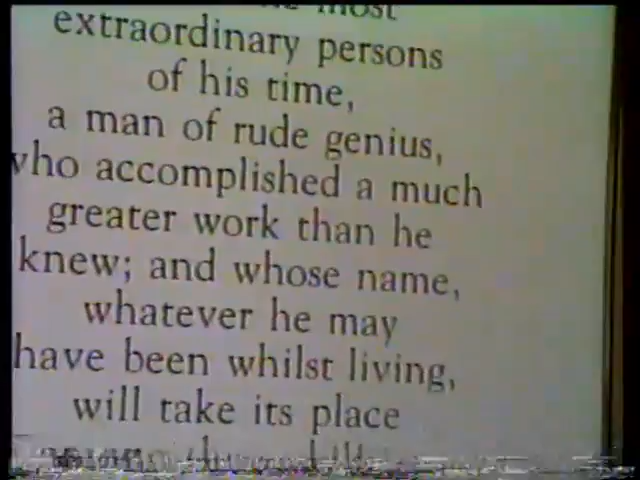 most
extraordinary persons
of his time,
a man of rude genius,
who accomplished a much
greater work than he
knew; and whose name,
whatever he may
have been whilst living,
will take its place